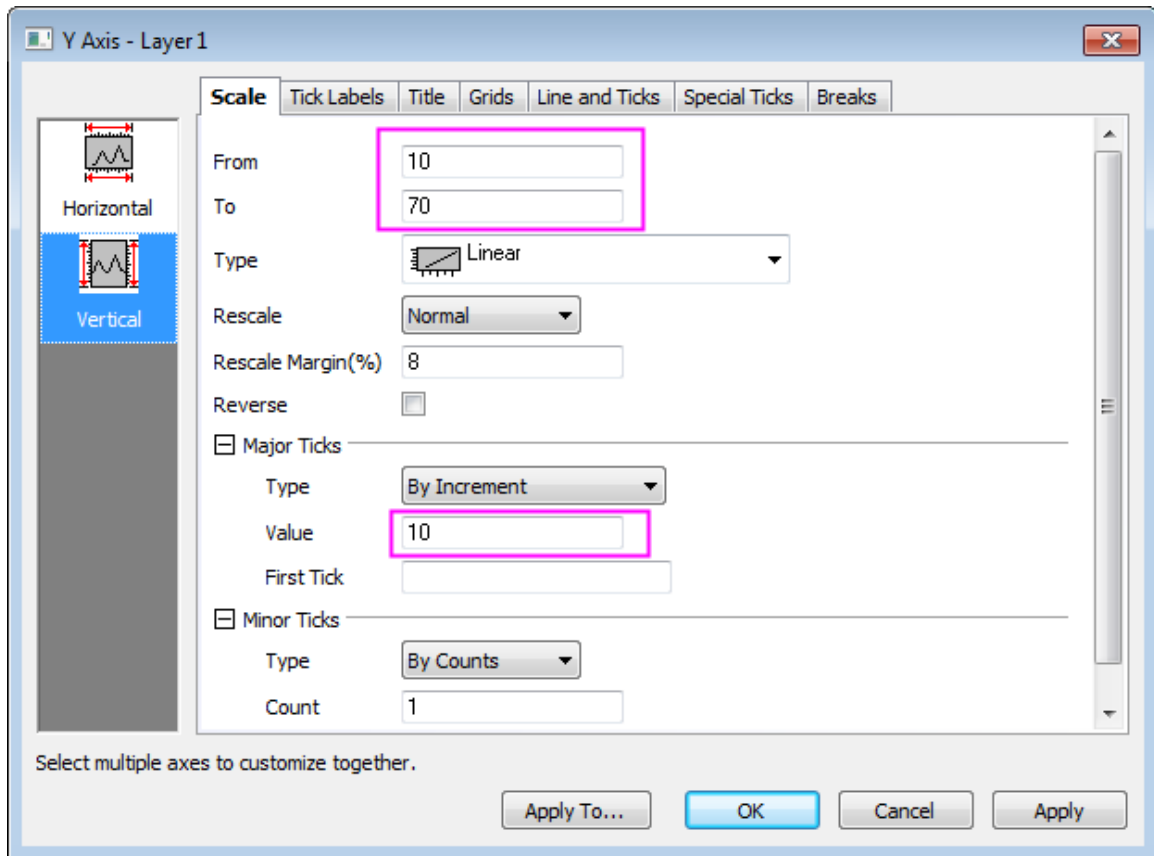 Y Axis - Layer 1
Scale Tick Labels Title Grids Line and Ticks Special Ticks Breaks
Horizontal
Vertical
From 10
To 70
Type Linear
Rescale Normal
Rescale Margin(%) 8
Reverse
Major Ticks
Type By Increment
Value 10
First Tick
Minor Ticks
Type By Counts
Count 1
Select multiple axes to customize together.
Apply To... OK Cancel Apply